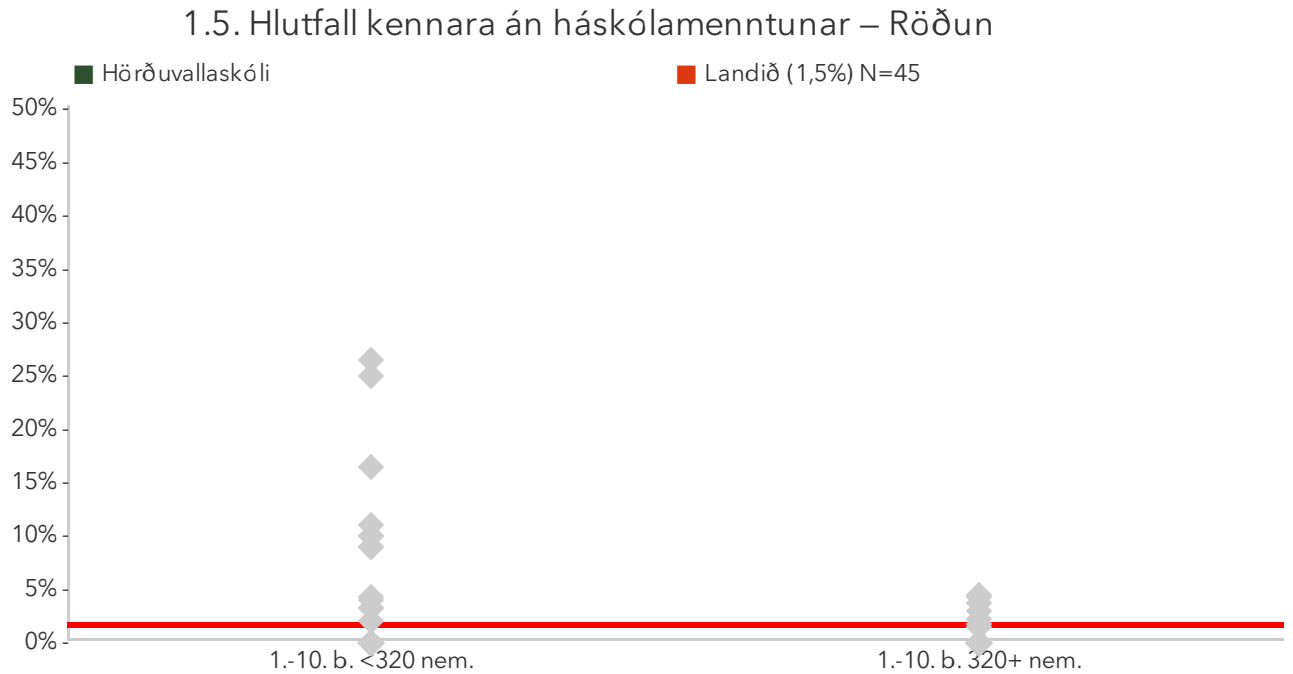 1.5. Hlutfall kennara án háskólamenntunar – Röðun
Hörðuvallaskóli
Landið (1,5%) N=45
50%
45%
40%
35%
30%
25%
20%
15%
10%
5%
0%
1.-10. b. <320 nem.
1.-10. b. 320+ nem.